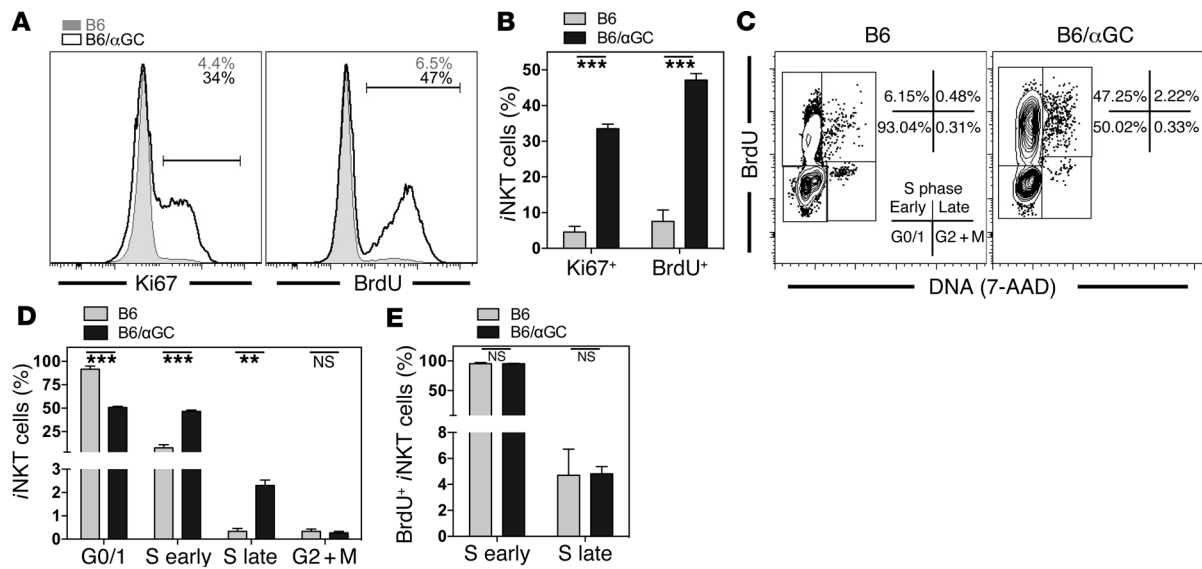 A
B6
B6/αGC
4.4%
34%
6.5%
47%
Ki67
BrdU
B
B6
B6/αGC
iNKT cells (%)
50
40
30
20
10
0
***
***
Ki67⁺
BrdU⁺
C
B6
B6/αGC
BrdU
6.15% 0.48%
93.04% 0.31%
S phase
Early Late
G0/1 G2 + M
47.25% 2.22%
50.02% 0.33%
DNA (7-AAD)
D
B6
B6/αGC
iNKT cells (%)
100
75
50
25
3
2
1
0
***
***
**
NS
G0/1
S early
S late
G2 + M
E
B6
B6/αGC
BrdU⁺ iNKT cells (%)
100
50
8
6
4
2
0
NS
NS
S early
S late